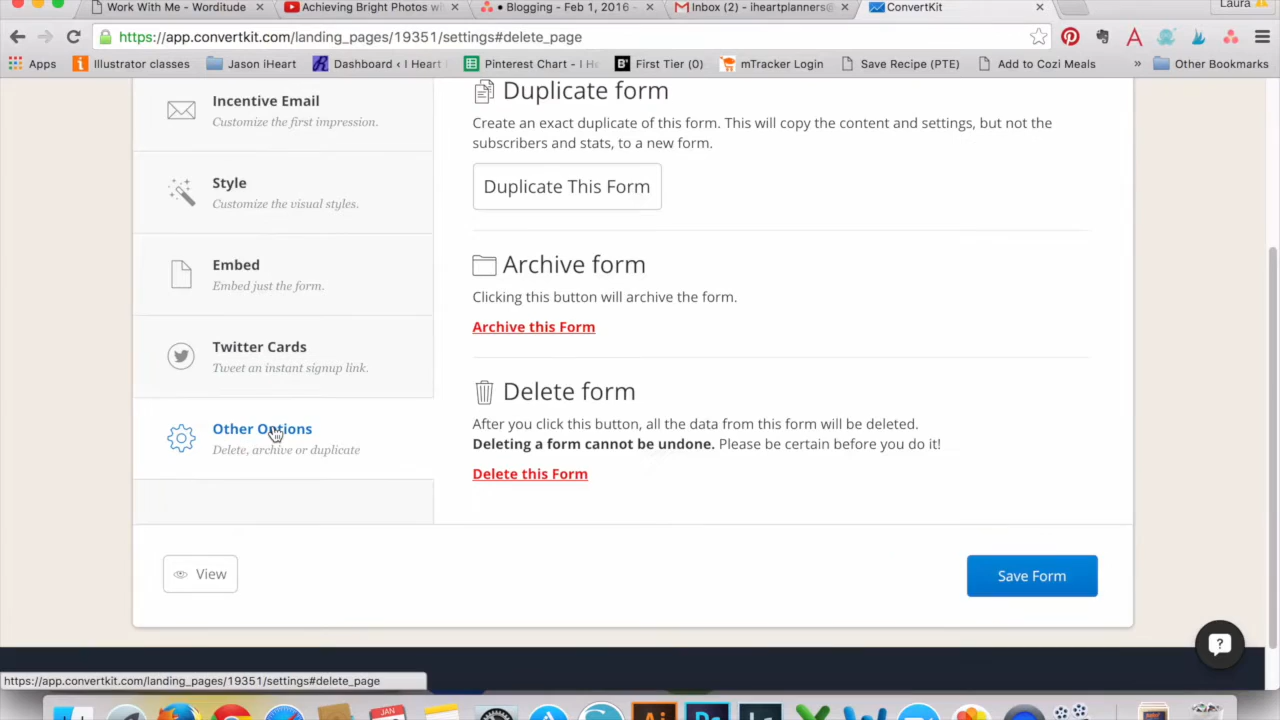 Work With Me - Worditude
Achieving Bright Photos wi
• Blogging - Feb 1, 2016 -
Inbox (2) - iheartplanners@
ConvertKit
Laura
https://app.convertkit.com/landing_pages/19351/settings#delete_page
Apps
Illustrator classes
Jason iHeart
Dashboard ‹ I Heart
Pinterest Chart - I He
First Tier (0)
mTracker Login
Save Recipe (PTE)
Add to Cozi Meals
»
Other Bookmarks
Incentive Email
Customize the first impression.
Style
Customize the visual styles.
Embed
Embed just the form.
Twitter Cards
Tweet an instant signup link.
Other Options
Delete, archive or duplicate
Duplicate form
Create an exact duplicate of this form. This will copy the content and settings, but not the
subscribers and stats, to a new form.
Duplicate This Form
Archive form
Clicking this button will archive the form.
Archive this Form
Delete form
After you click this button, all the data from this form will be deleted.
Deleting a form cannot be undone. Please be certain before you do it!
Delete this Form
View
Save Form
?
https://app.convertkit.com/landing_pages/19351/settings#delete_page
JAN
Ai
Ps